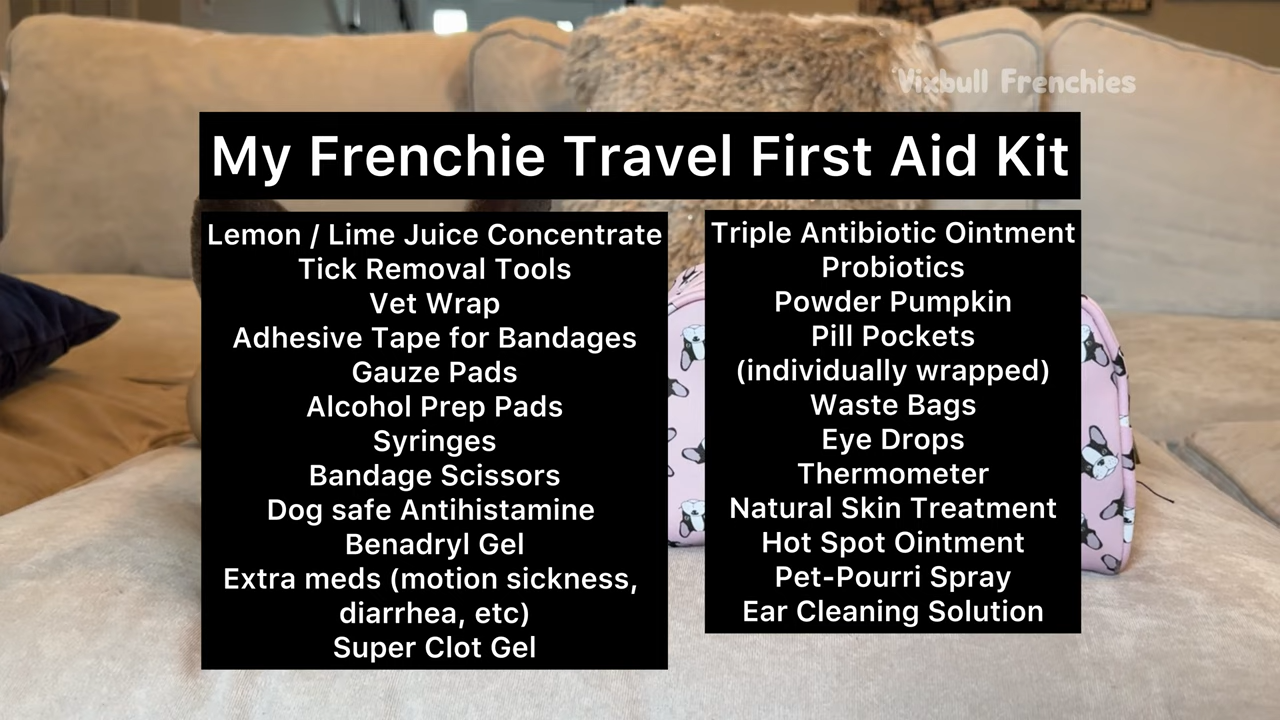 Vixbull Frenchies
My Frenchie Travel First Aid Kit
Lemon / Lime Juice Concentrate
Tick Removal Tools
Vet Wrap
Adhesive Tape for Bandages
Gauze Pads
Alcohol Prep Pads
Syringes
Bandage Scissors
Dog safe Antihistamine
Benadryl Gel
Extra meds (motion sickness,
diarrhea, etc)
Super Clot Gel
Triple Antibiotic Ointment
Probiotics
Powder Pumpkin
Pill Pockets
(individually wrapped)
Waste Bags
Eye Drops
Thermometer
Natural Skin Treatment
Hot Spot Ointment
Pet-Pourri Spray
Ear Cleaning Solution